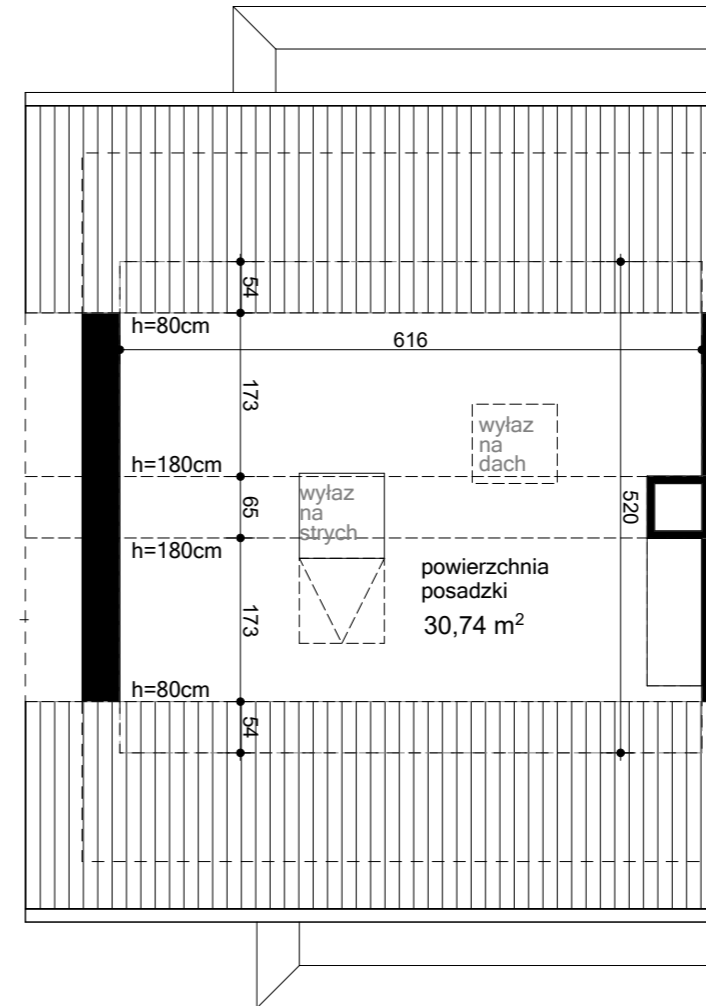 54
h=80cm
616
173
wyłaz
na
dach
h=180cm
wyłaz
na
strych
65
520
h=180cm
powierzchnia
posadzki
30,74 m²
173
h=80cm
54